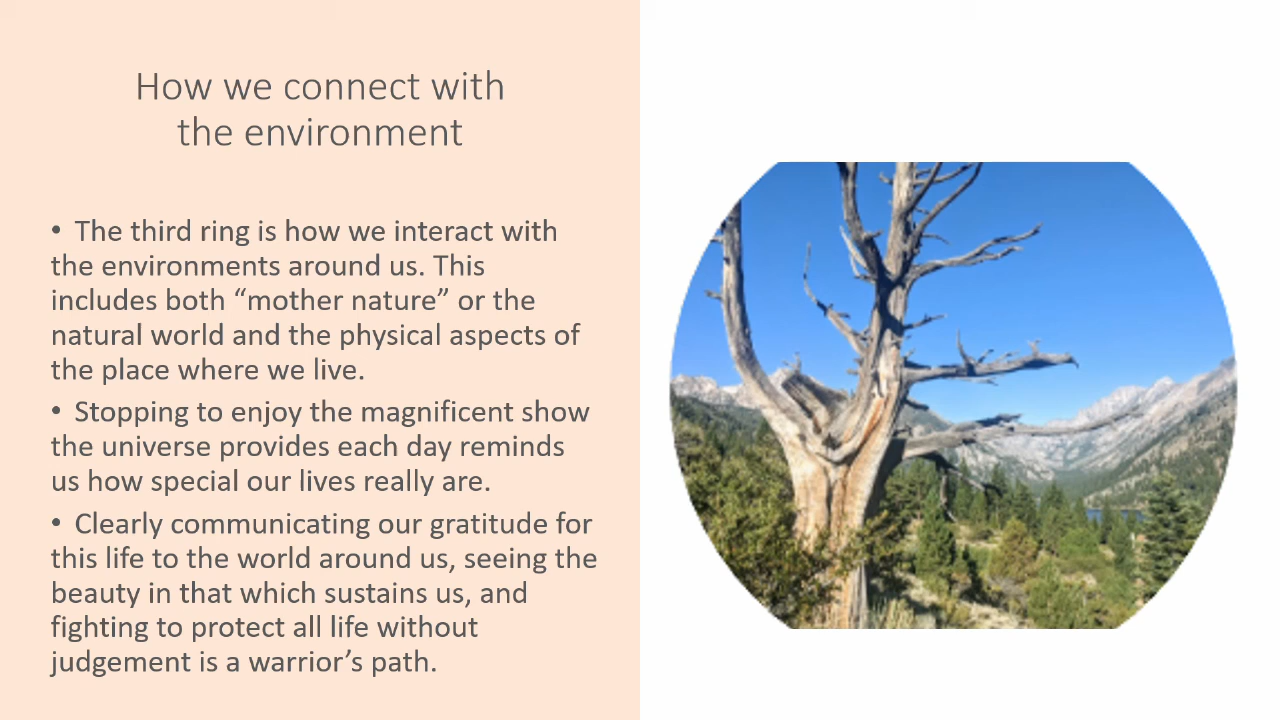 How we connect with
the environment
• The third ring is how we interact with
the environments around us. This
includes both “mother nature” or the
natural world and the physical aspects of
the place where we live.
• Stopping to enjoy the magnificent show
the universe provides each day reminds
us how special our lives really are.
• Clearly communicating our gratitude for
this life to the world around us, seeing the
beauty in that which sustains us, and
fighting to protect all life without
judgement is a warrior’s path.